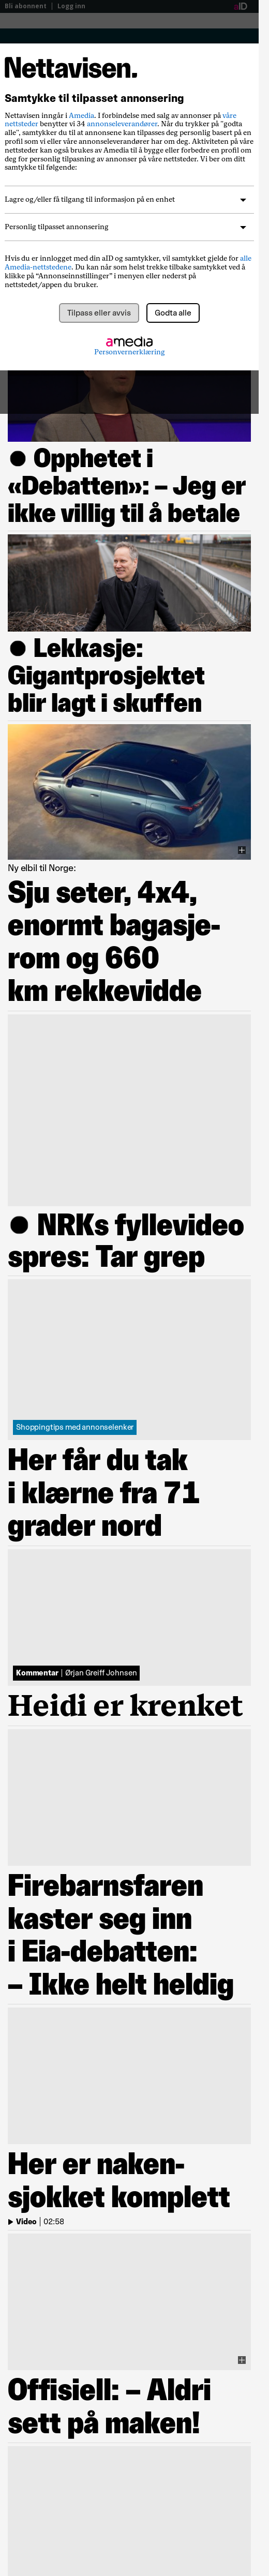 Bli abonnent | Logg inn
aID
Nettavisen.
Samtykke til tilpasset annonsering
Nettavisen inngår i Amedia. I forbindelse med salg av annonser på våre
nettsteder benytter vi 34 annonseleverandører. Når du trykker på "godta
alle", samtykker du til at annonser kan tilpasses deg personlig basert på en
profil som vi eller våre annonseleverandører har om deg. Aktiviteten på våre
nettsteder kan også brukes av Amedia til å bygge eller forbedre en profil om
deg for personlig tilpasning av annonser på våre nettsteder. Vi ber om ditt
samtykke til følgende:
Lagre og/eller få tilgang til informasjon på en enhet
Personlig tilpasset annonsering
Hvis du er innlogget med din aID og samtykker, vil samtykket gjelde for alle
Amedia-nettstedene. Du kan når som helst trekke tilbake samtykket ved å
klikke på “Annonseinnstillinger” i menyen eller nederst på
nettstedet/appen du bruker.
Tilpass eller avvis
Godta alle
amedia
Personvernerklæring
Opphetet i
«Debatten»: – Jeg er
ikke villig til å betale
Lekkasje:
Gigantprosjektet
blir lagt i skuffen
Ny elbil til Norge:
Sju seter, 4x4,
enormt bagasje-
rom og 660
km rekkevidde
NRKs fyllevideo
spres: Tar grep
Shoppingtips med annonselenker
Her får du tak
i klærne fra 71
grader nord
Kommentar | Ørjan Greiff Johnsen
Heidi er krenket
Firebarnsfaren
kaster seg inn
i Eia-debatten:
– Ikke helt heldig
Her er naken-
sjokket komplett
Video | 02:58
Offisiell: – Aldri
sett på maken!